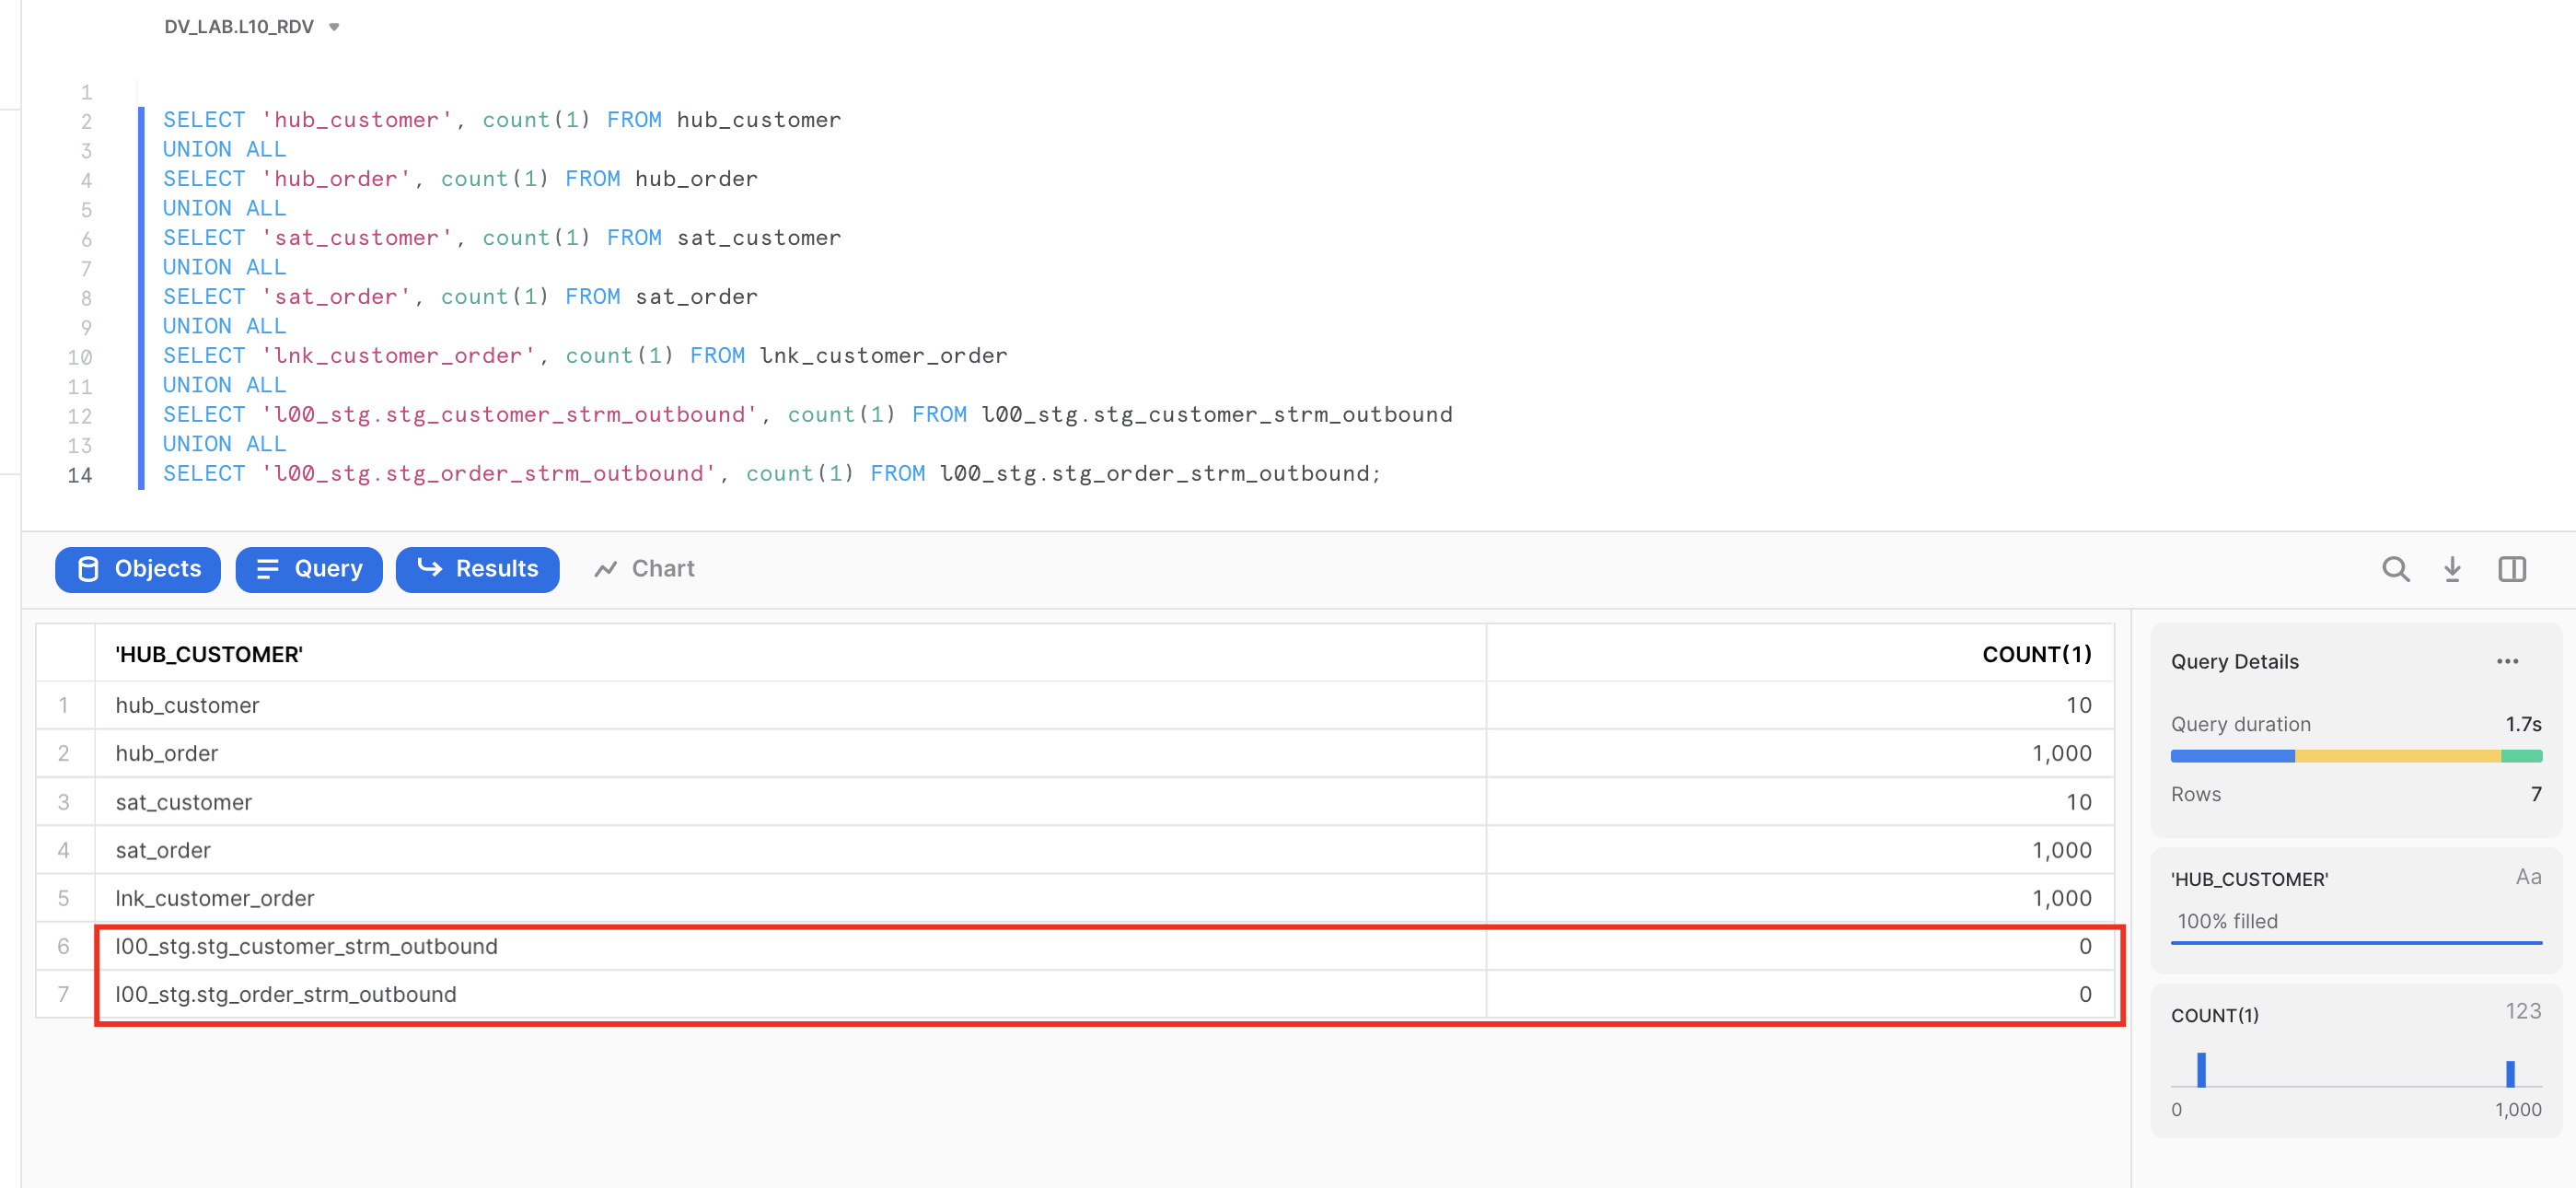 DV_LAB.L10_RDV
1
2 SELECT 'hub_customer', count(1) FROM hub_customer
3 UNION ALL
4 SELECT 'hub_order', count(1) FROM hub_order
5 UNION ALL
6 SELECT 'sat_customer', count(1) FROM sat_customer
7 UNION ALL
8 SELECT 'sat_order', count(1) FROM sat_order
9 UNION ALL
10 SELECT 'lnk_customer_order', count(1) FROM lnk_customer_order
11 UNION ALL
12 SELECT 'l00_stg.stg_customer_strm_outbound', count(1) FROM l00_stg.stg_customer_strm_outbound
13 UNION ALL
14 SELECT 'l00_stg.stg_order_strm_outbound', count(1) FROM l00_stg.stg_order_strm_outbound;
Objects Query Results Chart
'HUB_CUSTOMER' COUNT(1)
1 hub_customer 10
2 hub_order 1,000
3 sat_customer 10
4 sat_order 1,000
5 lnk_customer_order 1,000
6 l00_stg.stg_customer_strm_outbound 0
7 l00_stg.stg_order_strm_outbound 0
Query Details
Query duration 1.7s
Rows 7
'HUB_CUSTOMER' Aa
100% filled
COUNT(1) 123
0 1,000